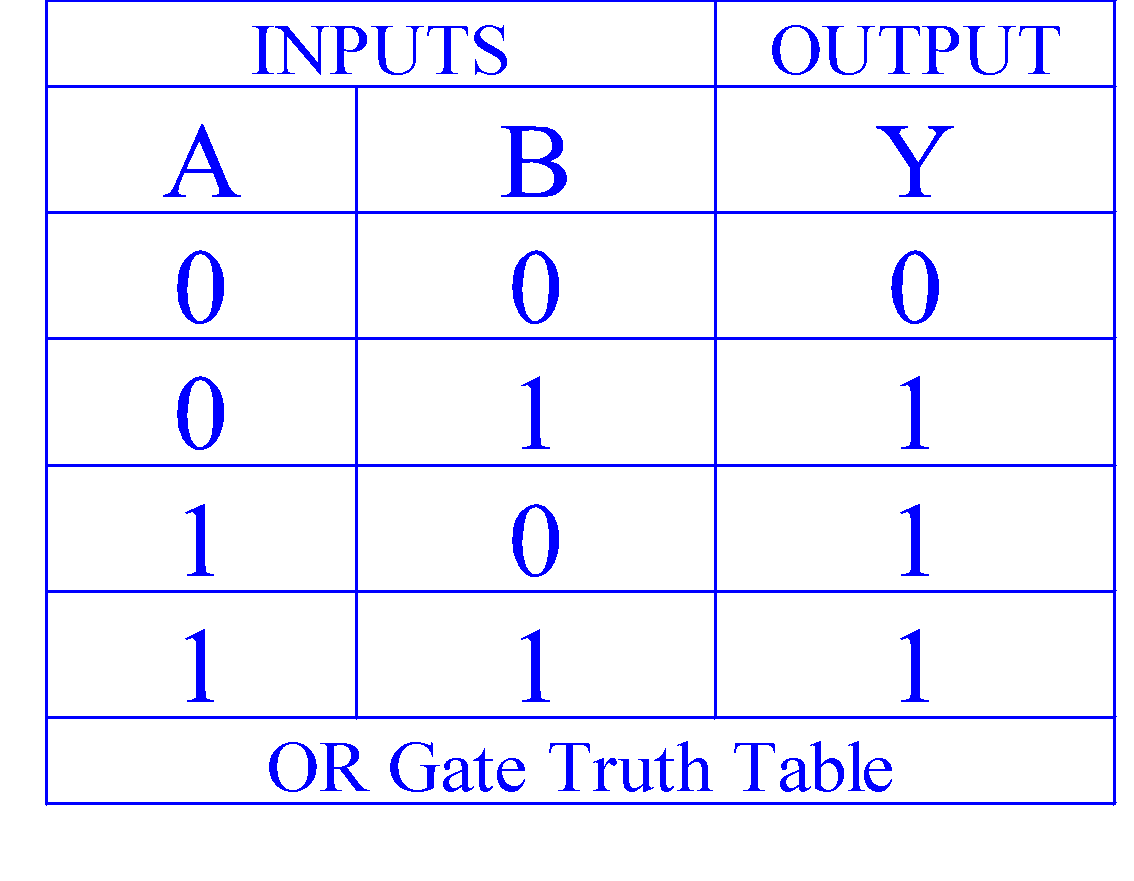 INPUTS OUTPUT
A B Y
0 0 0
0 1 1
1 0 1
1 1 1
OR Gate Truth Table